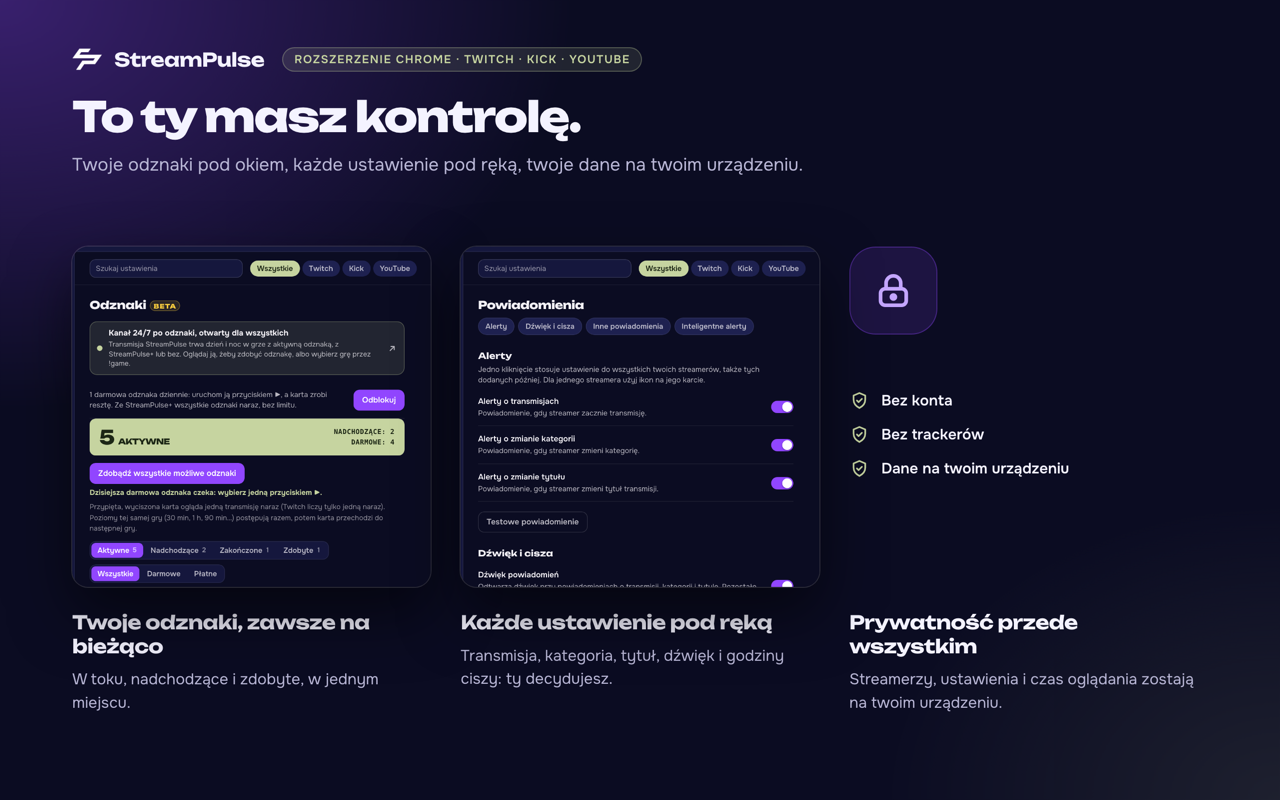 StreamPulse
ROZSZERZENIE CHROME · TWITCH · KICK · YOUTUBE
To ty masz kontrolę.
Twoje odznaki pod okiem, każde ustawienie pod ręką, twoje dane na twoim urządzeniu.
Szukaj ustawienia
Wszystkie
Twitch
Kick
YouTube
Odznaki BETA
Kanał 24/7 po odznaki, otwarty dla wszystkich
Transmisja StreamPulse trwa dzień i noc w grze z aktywną odznaką, z
StreamPulse+ lub bez. Oglądaj ją, żeby zdobyć odznakę, albo wybierz grę przez
!game.
1 darmowa odznaka dziennie: uruchom ją przyciskiem ▶, a karta zrobi
resztę. Ze StreamPulse+ wszystkie odznaki naraz, bez limitu.
Odblokuj
5 AKTYWNE
NADCHODZĄCE: 2
DARMOWE: 4
Zdobądź wszystkie możliwe odznaki
Dzisiejsza darmowa odznaka czeka: wybierz jedną przyciskiem ▶.
Przypięta, wyciszona karta ogląda jedną transmisję naraz (Twitch liczy tylko jedną naraz).
Poziomy tej samej gry (30 min, 1 h, 90 min…) postępują razem, potem karta przechodzi do
następnej gry.
Aktywne 5
Nadchodzące 2
Zakończone 1
Zdobyte 1
Wszystkie
Darmowe
Płatne
Twoje odznaki, zawsze na
bieżąco
W toku, nadchodzące i zdobyte, w jednym
miejscu.
Szukaj ustawienia
Wszystkie
Twitch
Kick
YouTube
Powiadomienia
Alerty
Dźwięk i cisza
Inne powiadomienia
Inteligentne alerty
Alerty
Jedno kliknięcie stosuje ustawienie do wszystkich twoich streamerów, także tych
dodanych później. Dla jednego streamera użyj ikon na jego karcie.
Alerty o transmisjach
Powiadomienie, gdy streamer zacznie transmisję.
Alerty o zmianie kategorii
Powiadomienie, gdy streamer zmieni kategorię.
Alerty o zmianie tytułu
Powiadomienie, gdy streamer zmieni tytuł transmisji.
Testowe powiadomienie
Dźwięk i cisza
Dźwięk powiadomień
Odtwarza dźwięk przy powiadomieniach o transmisji, kategorii i tytule. Pozostałe
Każde ustawienie pod ręką
Transmisja, kategoria, tytuł, dźwięk i godziny
ciszy: ty decydujesz.
Bez konta
Bez trackerów
Dane na twoim urządzeniu
Prywatność przede
wszystkim
Streamerzy, ustawienia i czas oglądania zostają
na twoim urządzeniu.